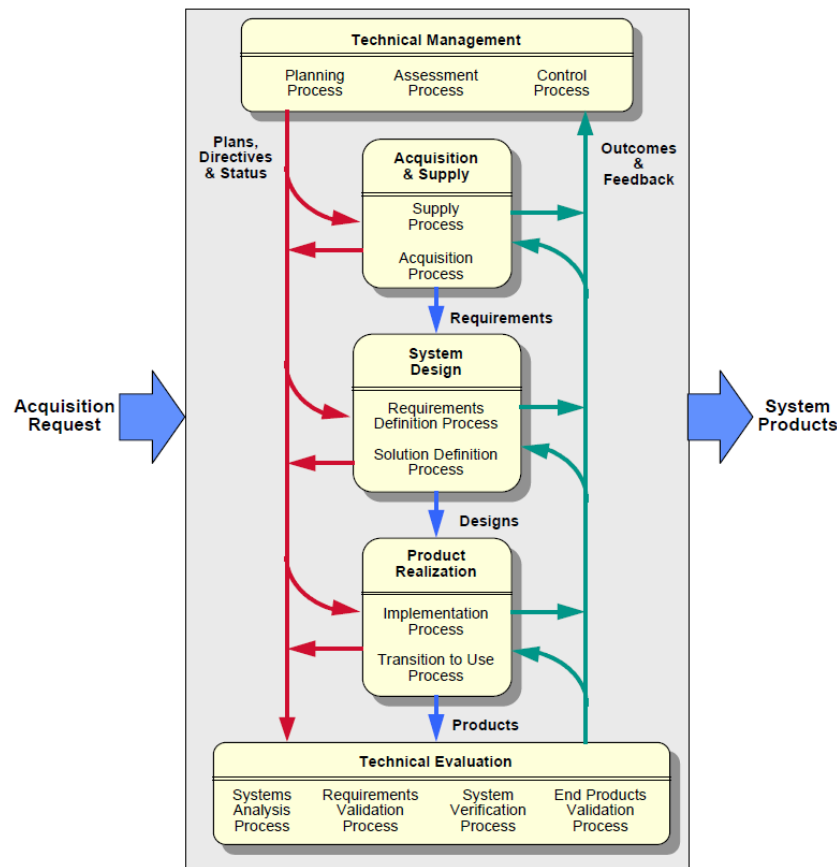 Technical Management
Planning
Process
Assessment
Process
Control
Process
Plans,
Directives
& Status
Outcomes
&
Feedback
Acquisition
& Supply
Supply
Process
Acquisition
Process
Requirements
System
Design
Requirements
Definition Process
Solution Definition
Process
Acquisition
Request
System
Products
Designs
Product
Realization
Implementation
Process
Transition to Use
Process
Products
Technical Evaluation
Systems
Analysis
Process
Requirements
Validation
Process
System
Verification
Process
End Products
Validation
Process